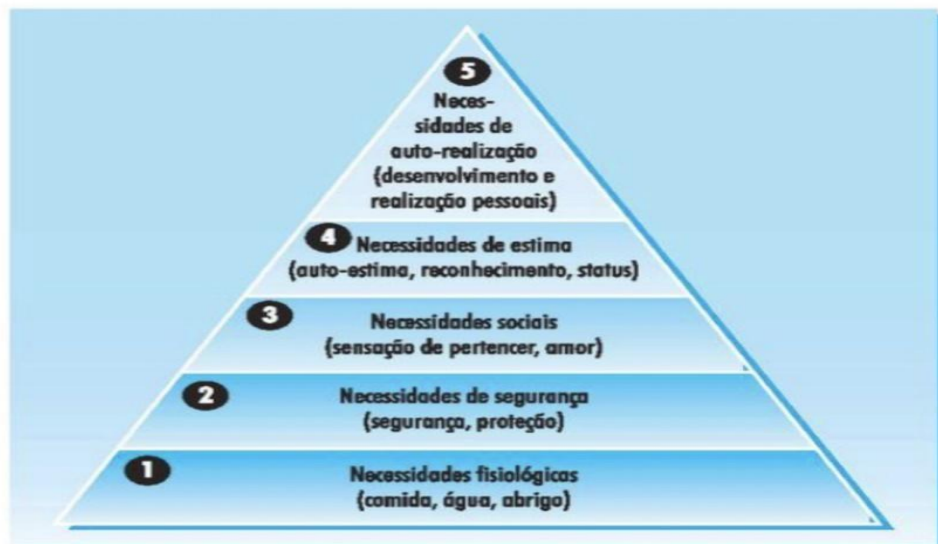 5
Neces-
sidades de
auto-realização
(desenvolvimento e
realização pessoais)
4
Necessidades de estima
(auto-estima, reconhecimento, status)
3
Necessidades sociais
(sensação de pertencer, amor)
2
Necessidades de segurança
(segurança, proteção)
1
Necessidades fisiológicas
(comida, água, abrigo)